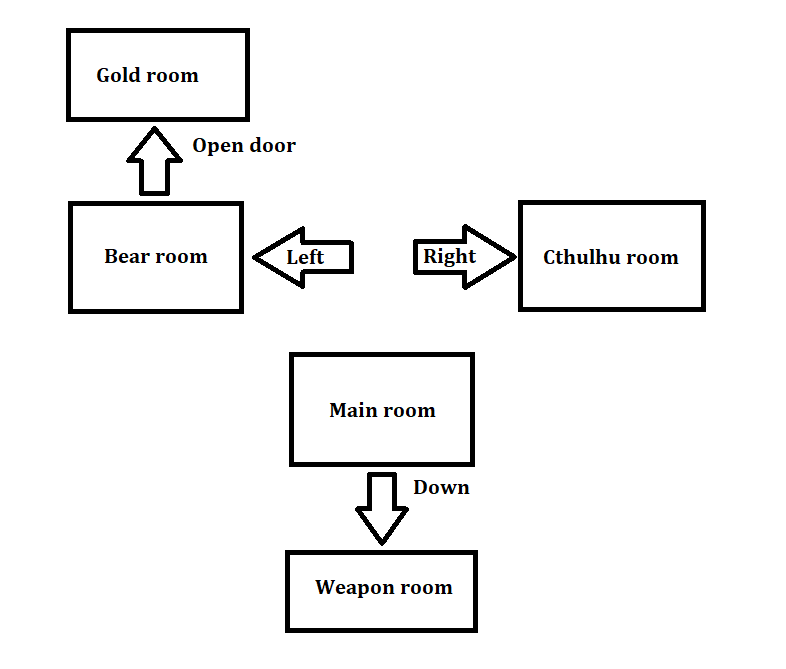 Gold room
Open door
Bear room
Left
Right
Cthulhu room
Main room
Down
Weapon room